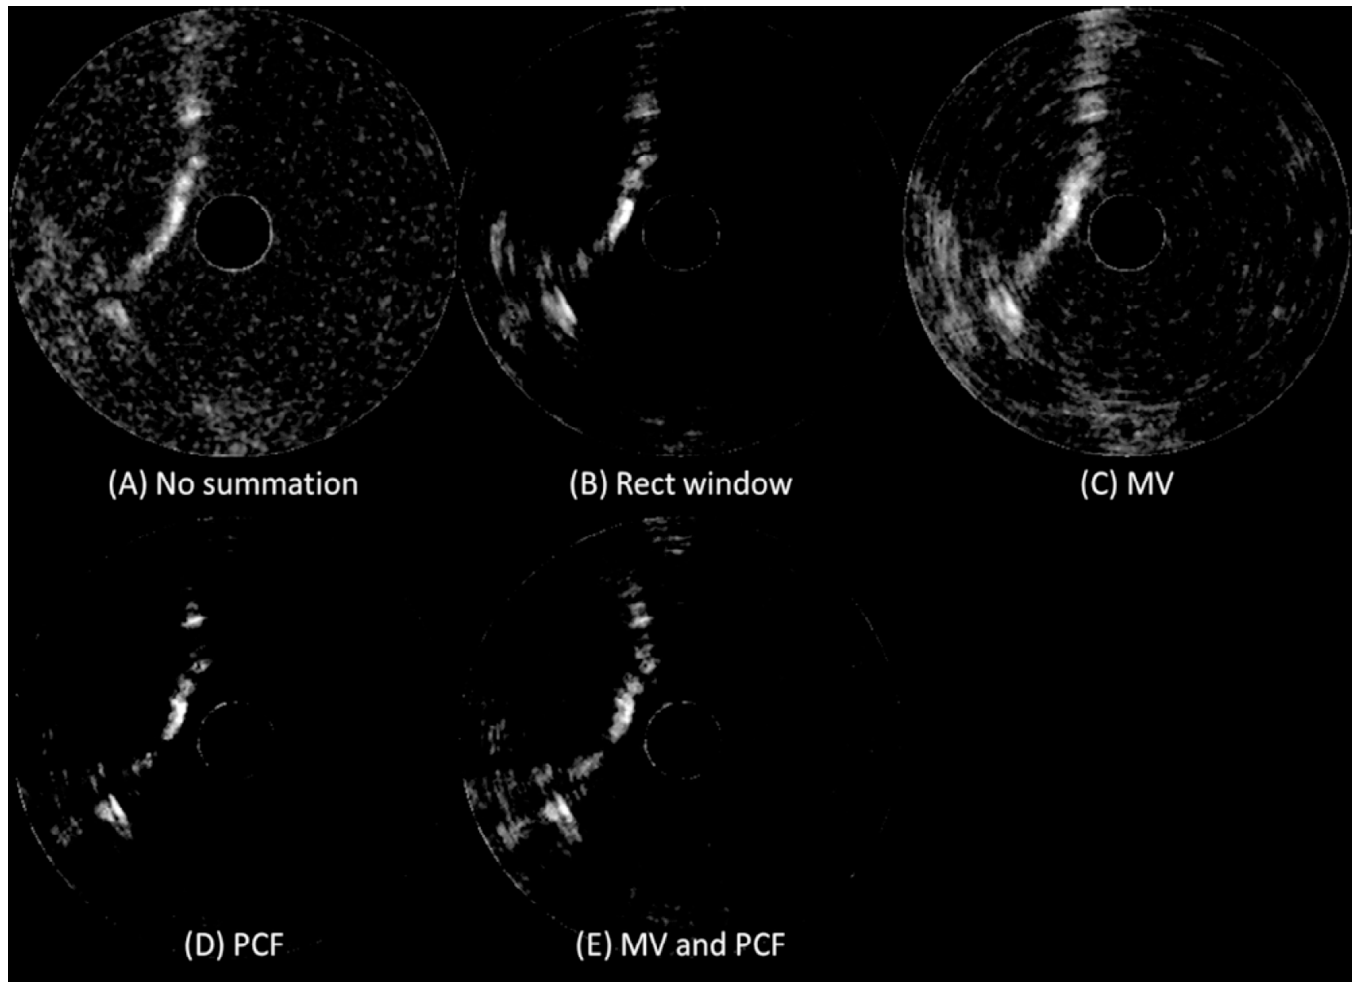 (A) No summation
(B) Rect window
(C) MV
(D) PCF
(E) MV and PCF